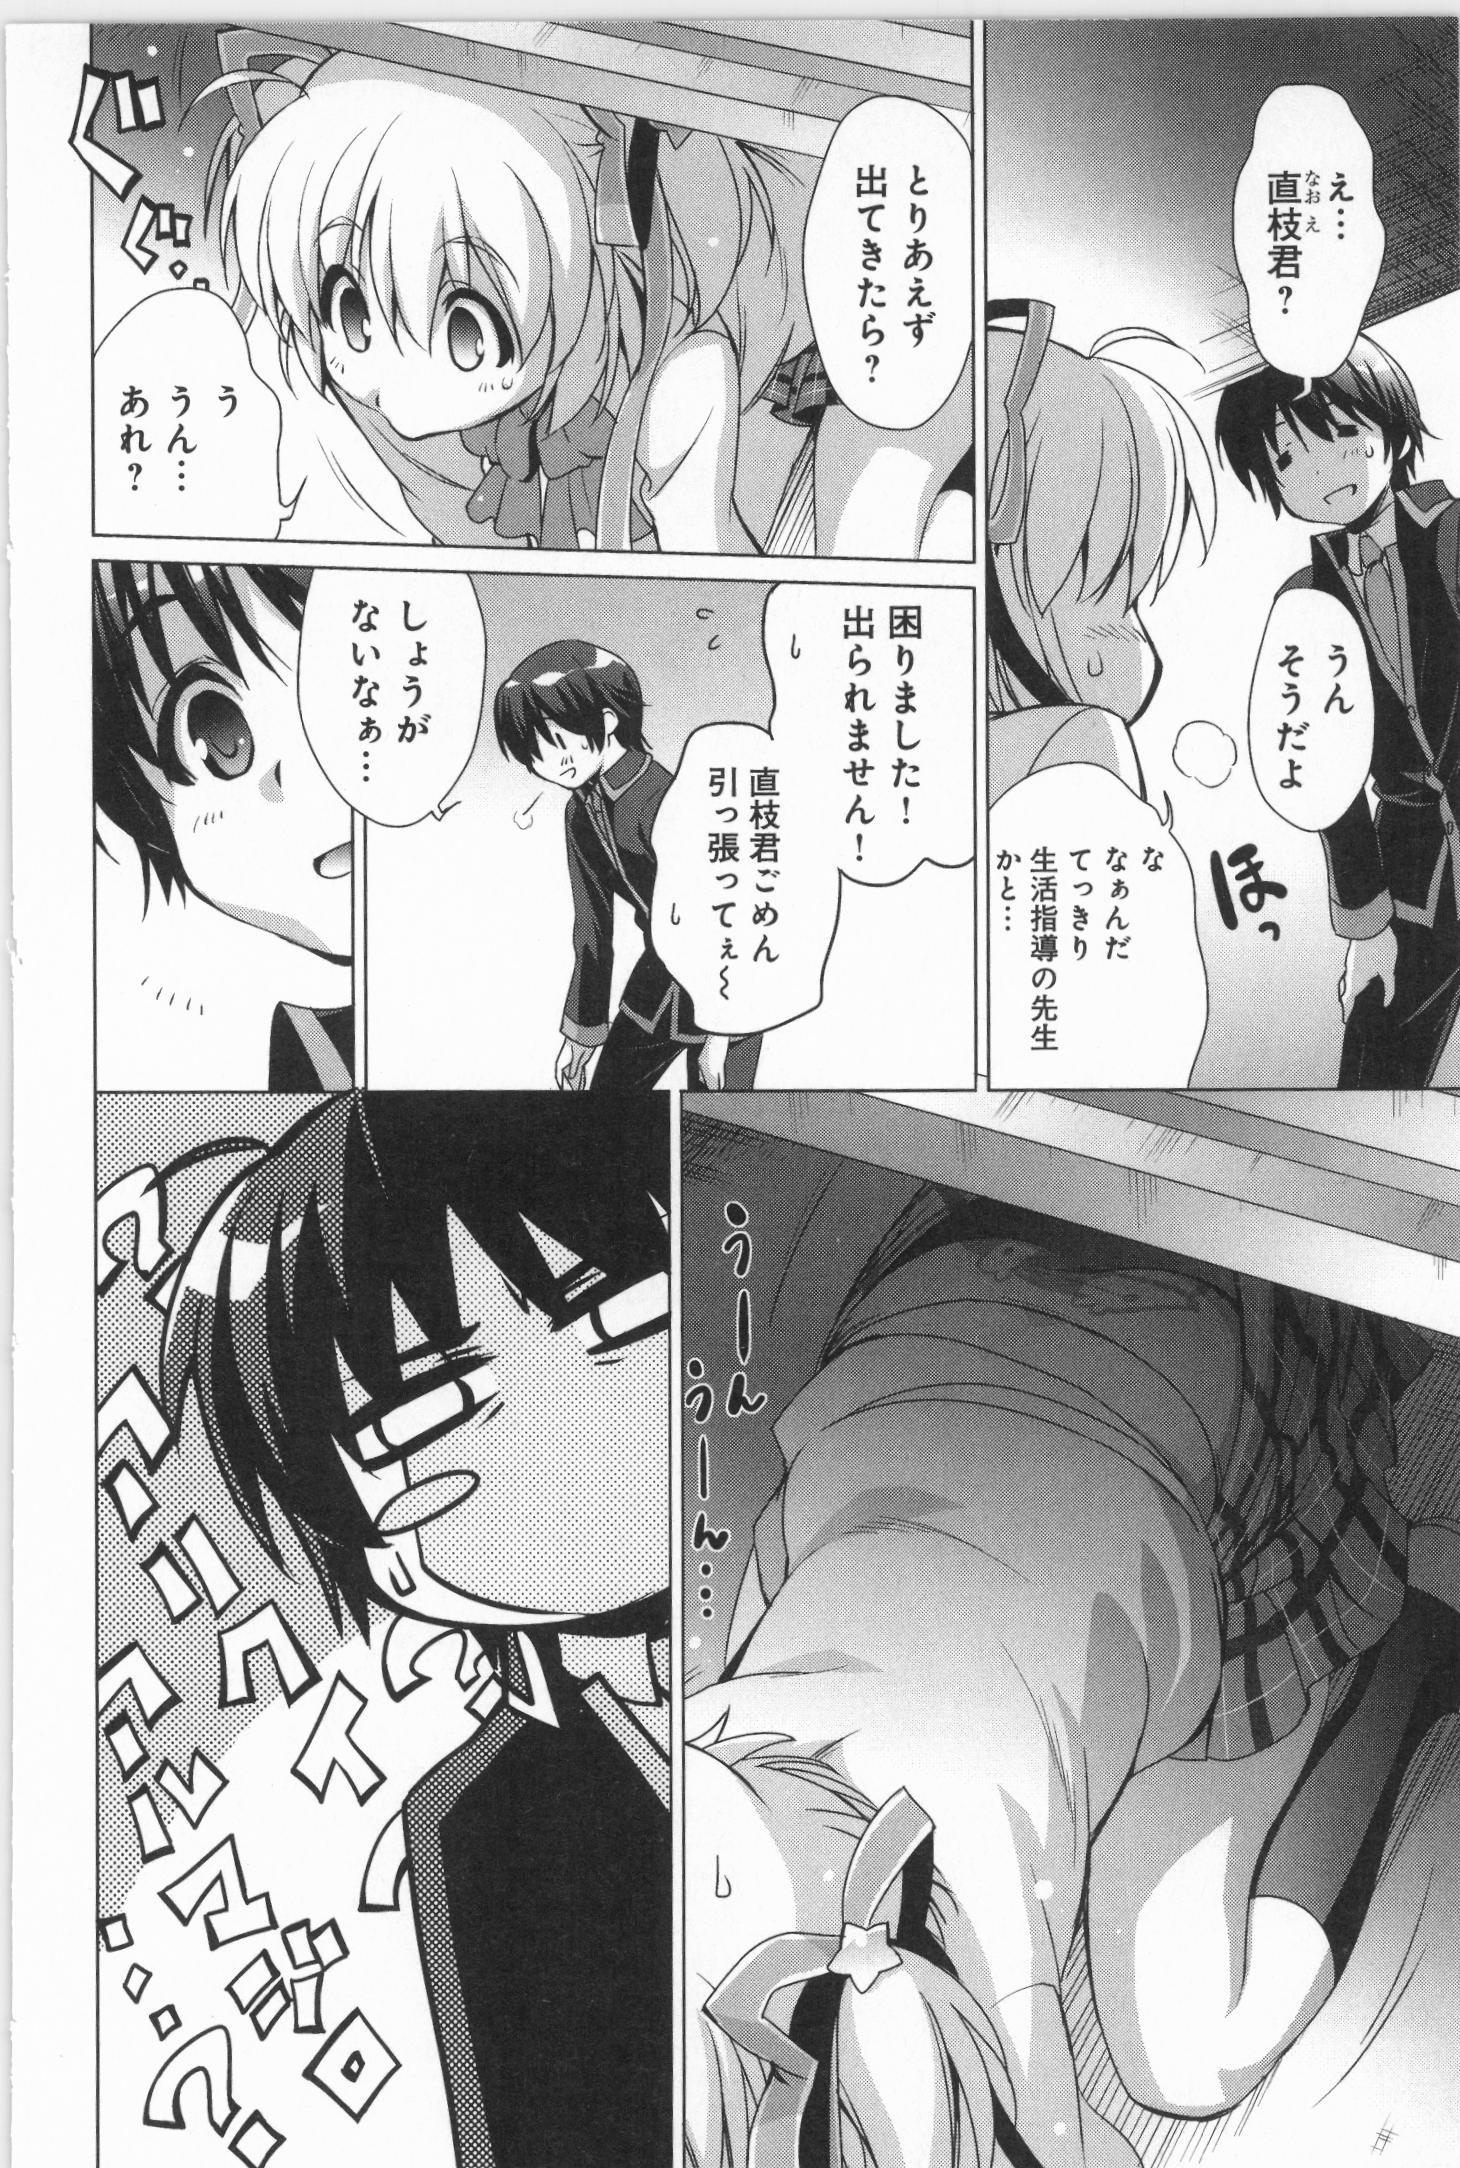 え…
直枝君？
なおえ
うん
そうだよ
な
なぁんだ
てっきり
生活指導の先生
かと…
ほっ
とりあえず
出てきたら？
う
うん…
あれ？
ぐ
ぐ…
困りました！
出られません！
直枝君ごめん
引っ張ってぇ～
しょうが
ないなぁ…
うーん
うーん…